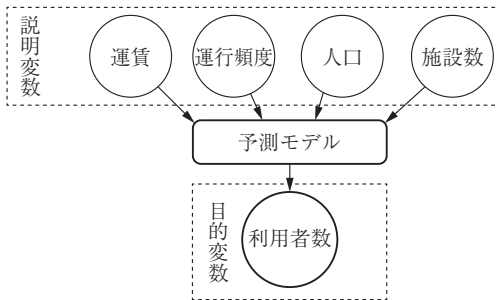 説明変数
運賃
運行頻度
人口
施設数
予測モデル
目的変数
利用者数